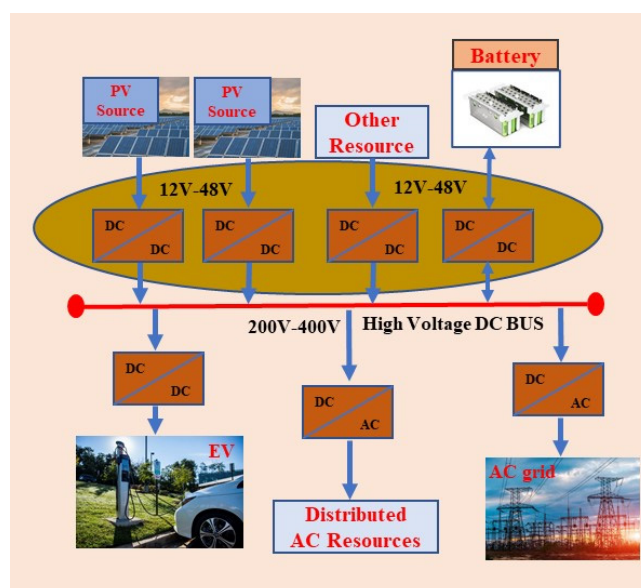 Battery
PV
Source
PV
Source
Other
Resource
12V-48V
12V-48V
DC
DC
DC
DC
DC
DC
DC
DC
200V-400V
High Voltage DC BUS
DC
DC
DC
AC
DC
AC
EV
AC grid
Distributed
AC Resources